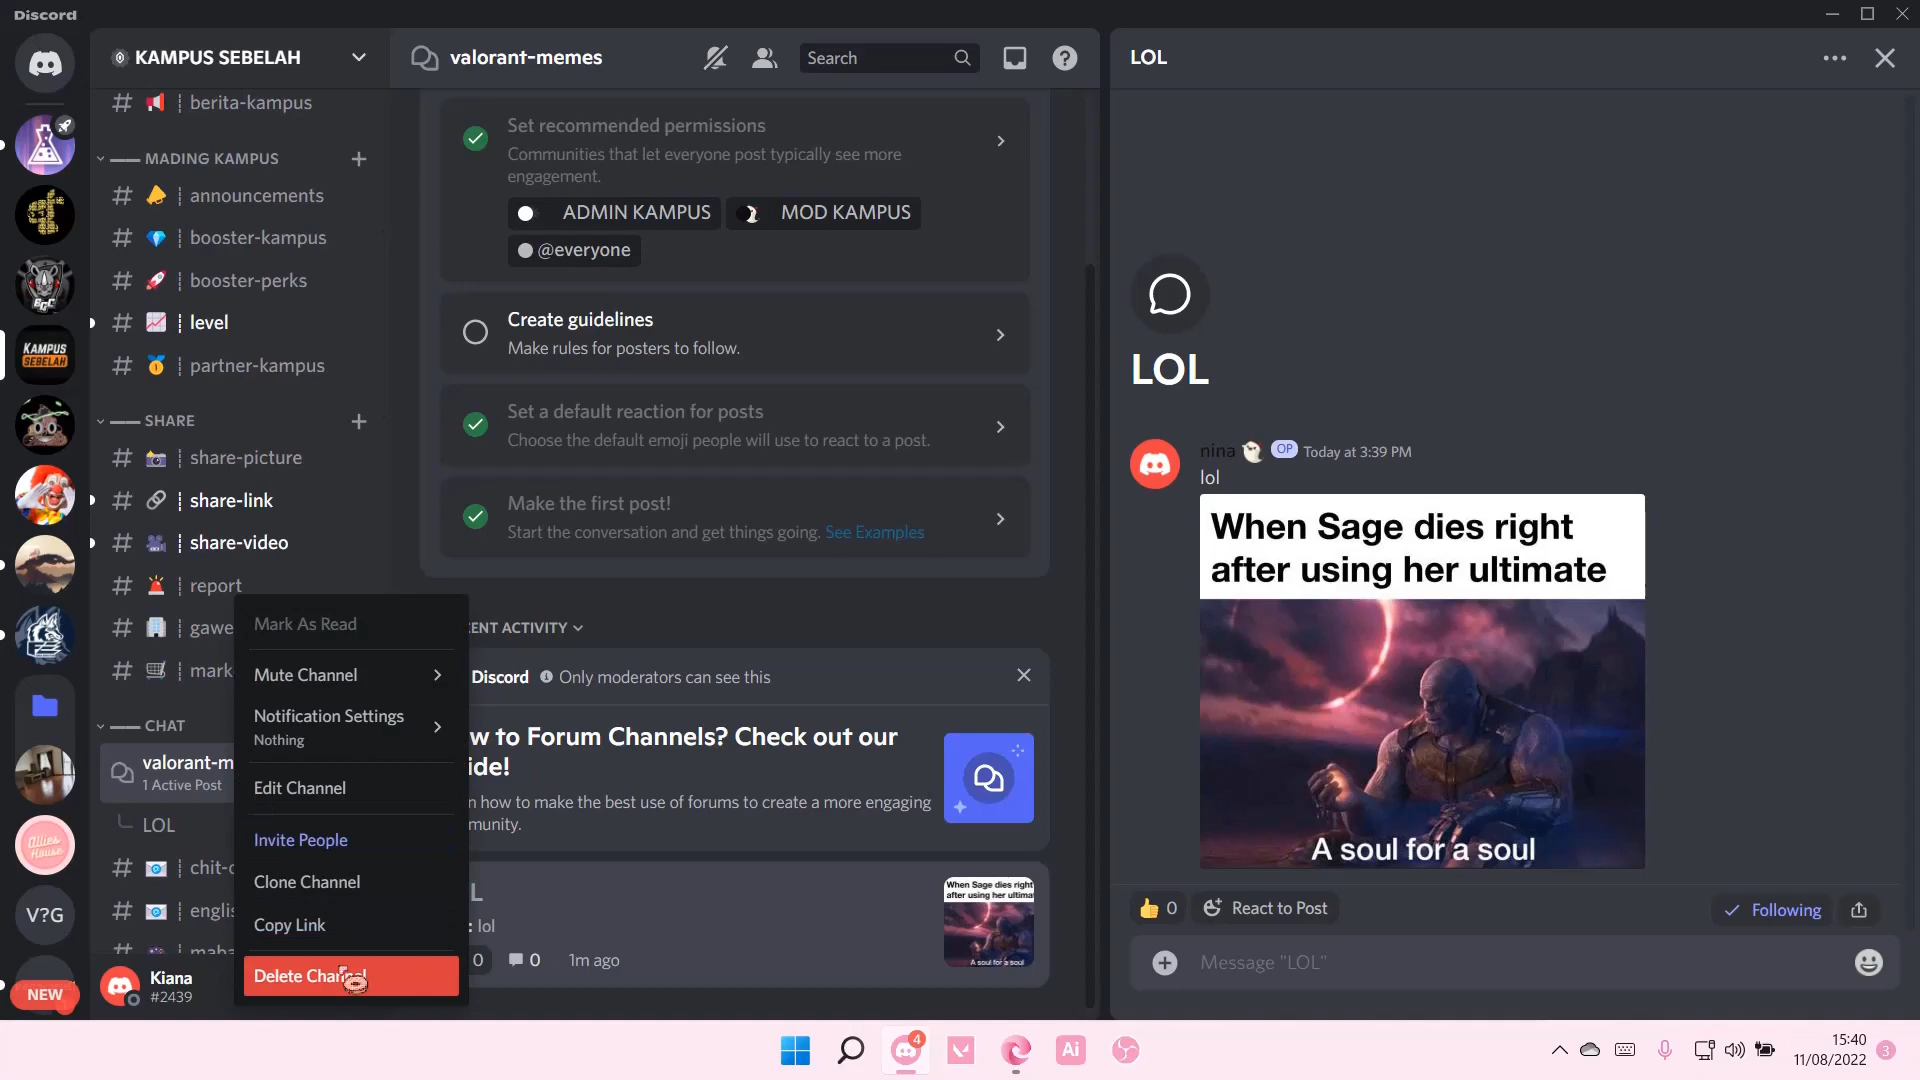 Discord
KAMPUS SEBELAH
valorant-memes
Search
LOL
berita-kampus
MADING KAMPUS
announcements
booster-kampus
booster-perks
level
partner-kampus
SHARE
share-picture
share-link
share-video
report
gawe
mark
CHAT
valorant-m
1 Active Post
LOL
chit-c
englis
KAMPUS
SEBELAH
BGC
Allies
House
V?G
NEW
Kiana
#2439
Mark As Read
Mute Channel
Notification Settings
Nothing
Edit Channel
Invite People
Clone Channel
Copy Link
Delete Channel
Set recommended permissions
Communities that let everyone post typically see more
engagement.
ADMIN KAMPUS
MOD KAMPUS
@everyone
Create guidelines
Make rules for posters to follow.
Set a default reaction for posts
Choose the default emoji people will use to react to a post.
Make the first post!
Start the conversation and get things going. See Examples
ENT ACTIVITY
Discord
Only moderators can see this
w to Forum Channels? Check out our
ide!
n how to make the best use of forums to create a more engaging
munity.
L
: lol
0
0
1m ago
When Sage dies right
after using her ultima
A soul for a soul
LOL
nina OP Today at 3:39 PM
lol
When Sage dies right
after using her ultimate
A soul for a soul
0
React to Post
Following
Message "LOL"
4
Ai
15:40
11/08/2022
3